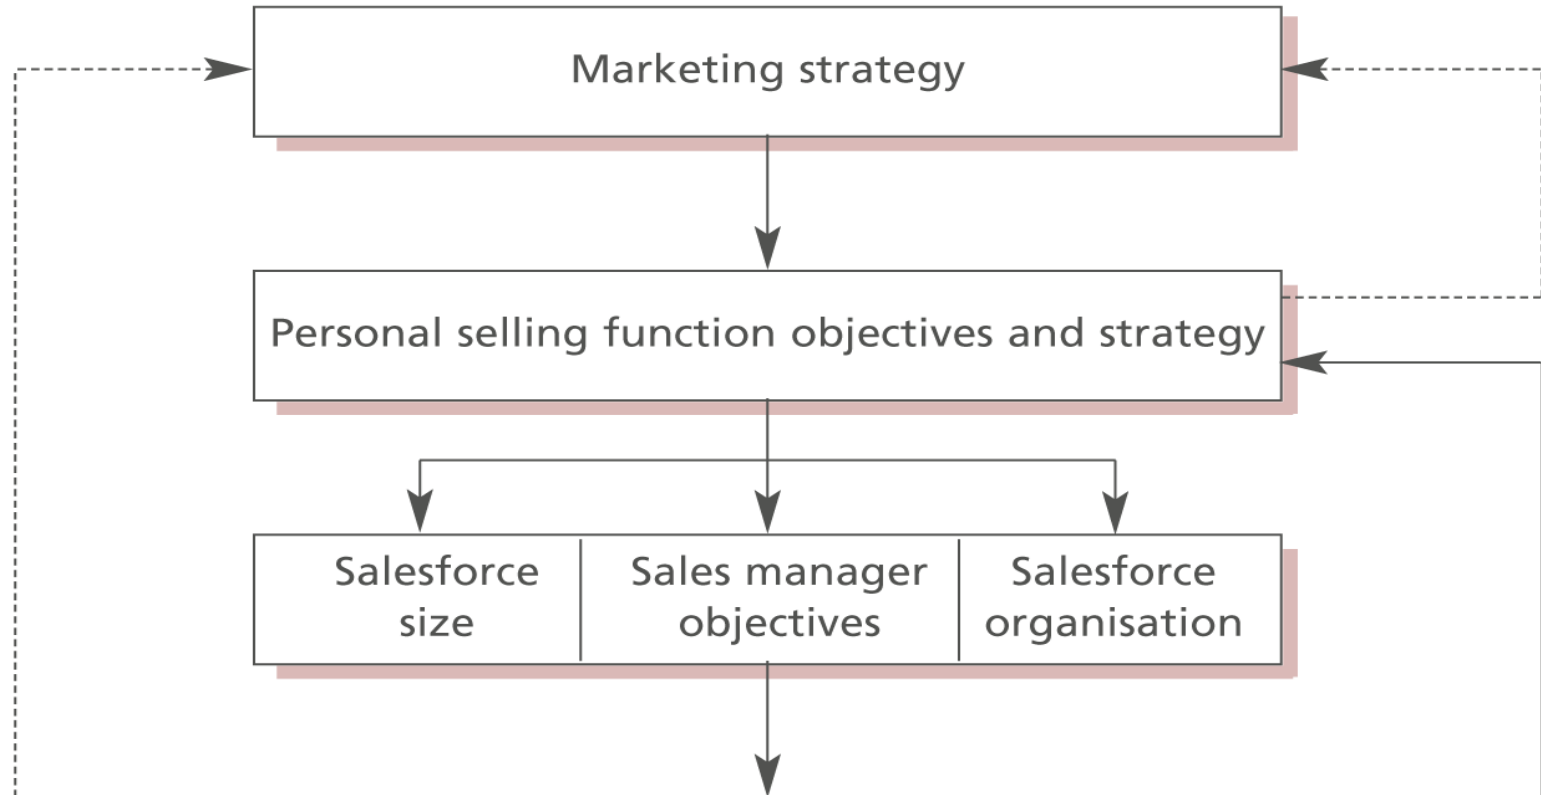 Marketing strategy
Personal selling function objectives and strategy
Salesforce
size
Sales manager
objectives
Salesforce
organisation